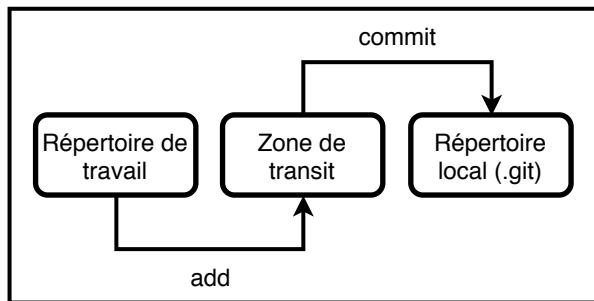 commit
Répertoire de
travail
Zone de
transit
Répertoire
local (.git)
add